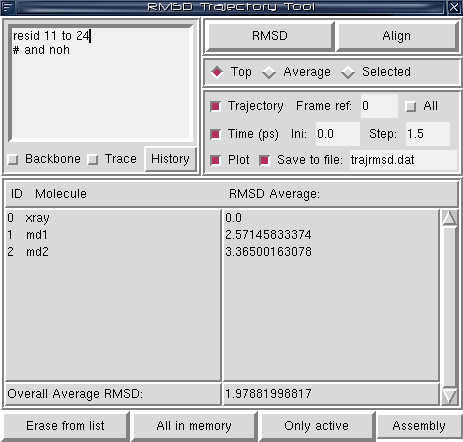 RMSD Trajectory Tool
resid 11 to 24
# and noh
Backbone Trace History
RMSD Align
Top Average Selected
Trajectory Frame ref: 0 All
Time (ps) Ini: 0.0 Step: 1.5
Plot Save to file: trajrmsd.dat
ID Molecule RMSD Average:
0 xray 0.0
1 md1 2.57145833374
2 md2 3.36500163078
Overall Average RMSD: 1.97881998817
Erase from list All in memory Only active Assembly